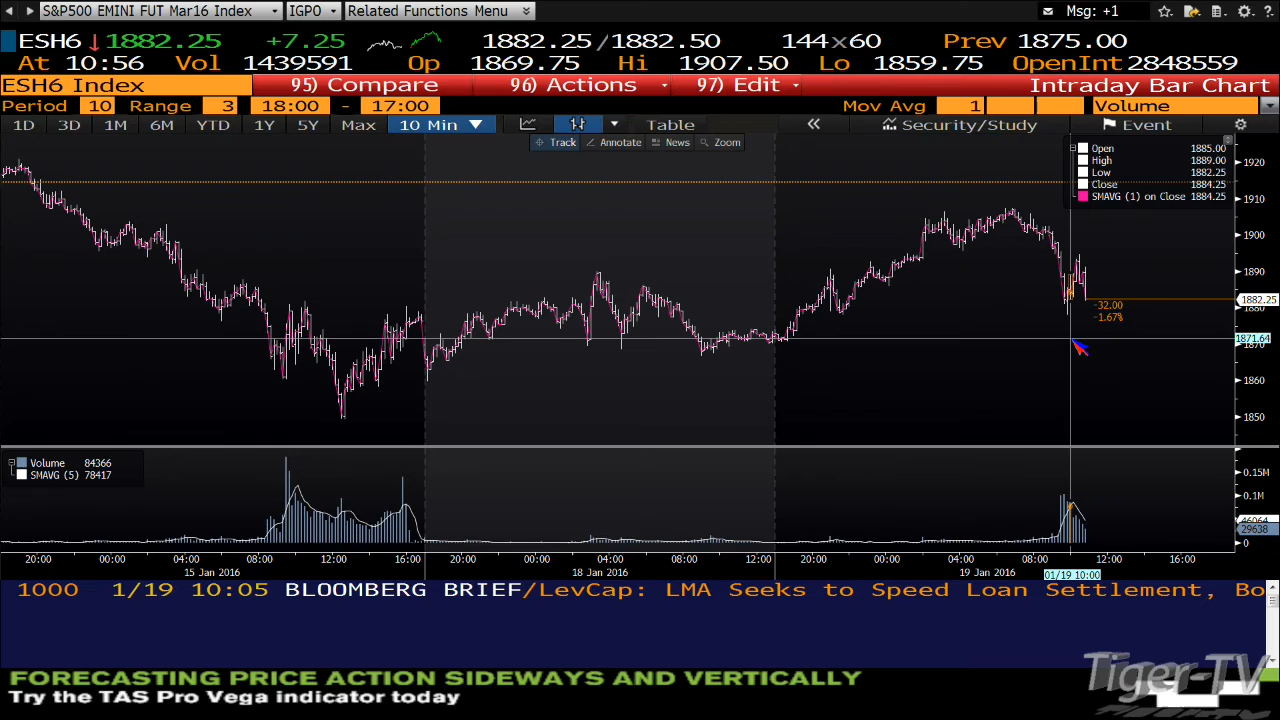 S&P500 EMINI FUT Mar16 Index IGPO Related Functions Menu Msg: +1
ESH6 1882.25 +7.25 1882.25/1882.50 144x60 Prev 1875.00
At 10:56 Vol 1439591 Op 1869.75 Hi 1907.50 Lo 1859.75 OpenInt 2848559
ESH6 Index 95) Compare 96) Actions 97) Edit Intraday Bar Chart
Period 10 Range 3 18:00 - 17:00 Mov Avg 1 Volume
1D 3D 1M 6M YTD 1Y 5Y Max 10 Min Table « Security/Study Event
Track Annotate News Zoom
Open 1885.00
High 1889.00
Low 1882.25
Close 1884.25
SMAVG (1) on Close 1884.25
1920
1910
1900
1890
1882.25
1880
-32.00
-1.67%
1871.64
1870
1860
1850
Volume 84366
SMAVG (5) 78417
0.15M
0.1M
46064
29638
0
20:00 00:00 04:00 08:00 12:00 16:00 20:00 00:00 04:00 08:00 12:00 20:00 00:00 04:00 08:00 12:00 16:00
15 Jan 2016 18 Jan 2016 19 Jan 2016 01/19 10:00
1000 1/19 10:05 BLOOMBERG BRIEF/LevCap: LMA Seeks to Speed Loan Settlement, Bo
FORECASTING PRICE ACTION SIDEWAYS AND VERTICALLY
Try the TAS Pro Vega indicator today
Tiger-TV